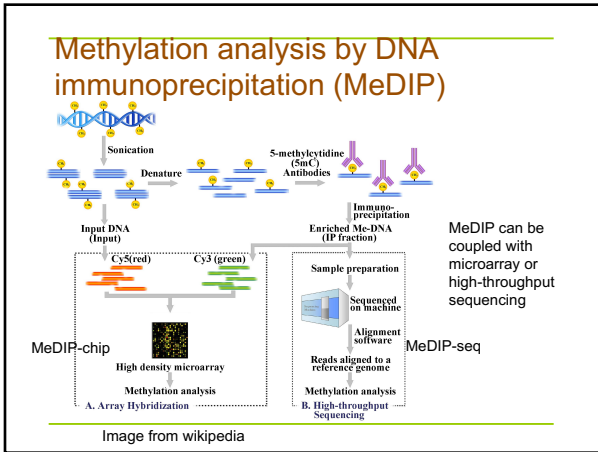 Methylation analysis by DNA
immunoprecipitation (MeDIP)
Sonication
Denature
5-methylcytidine
(5mC)
Antibodies
Immuno-
precipitation
Input DNA
(Input)
Enriched Me-DNA
(IP fraction)
Cy5(red)
Cy3 (green)
Sample preparation
Sequenced
on machine
Alignment
software
High density microarray
Reads aligned to a
reference genome
Methylation analysis
Methylation analysis
A. Array Hybridization
B. High-throughput
Sequencing
MeDIP-chip
MeDIP-seq
MeDIP can be
coupled with
microarray or
high-throughput
sequencing
Image from wikipedia